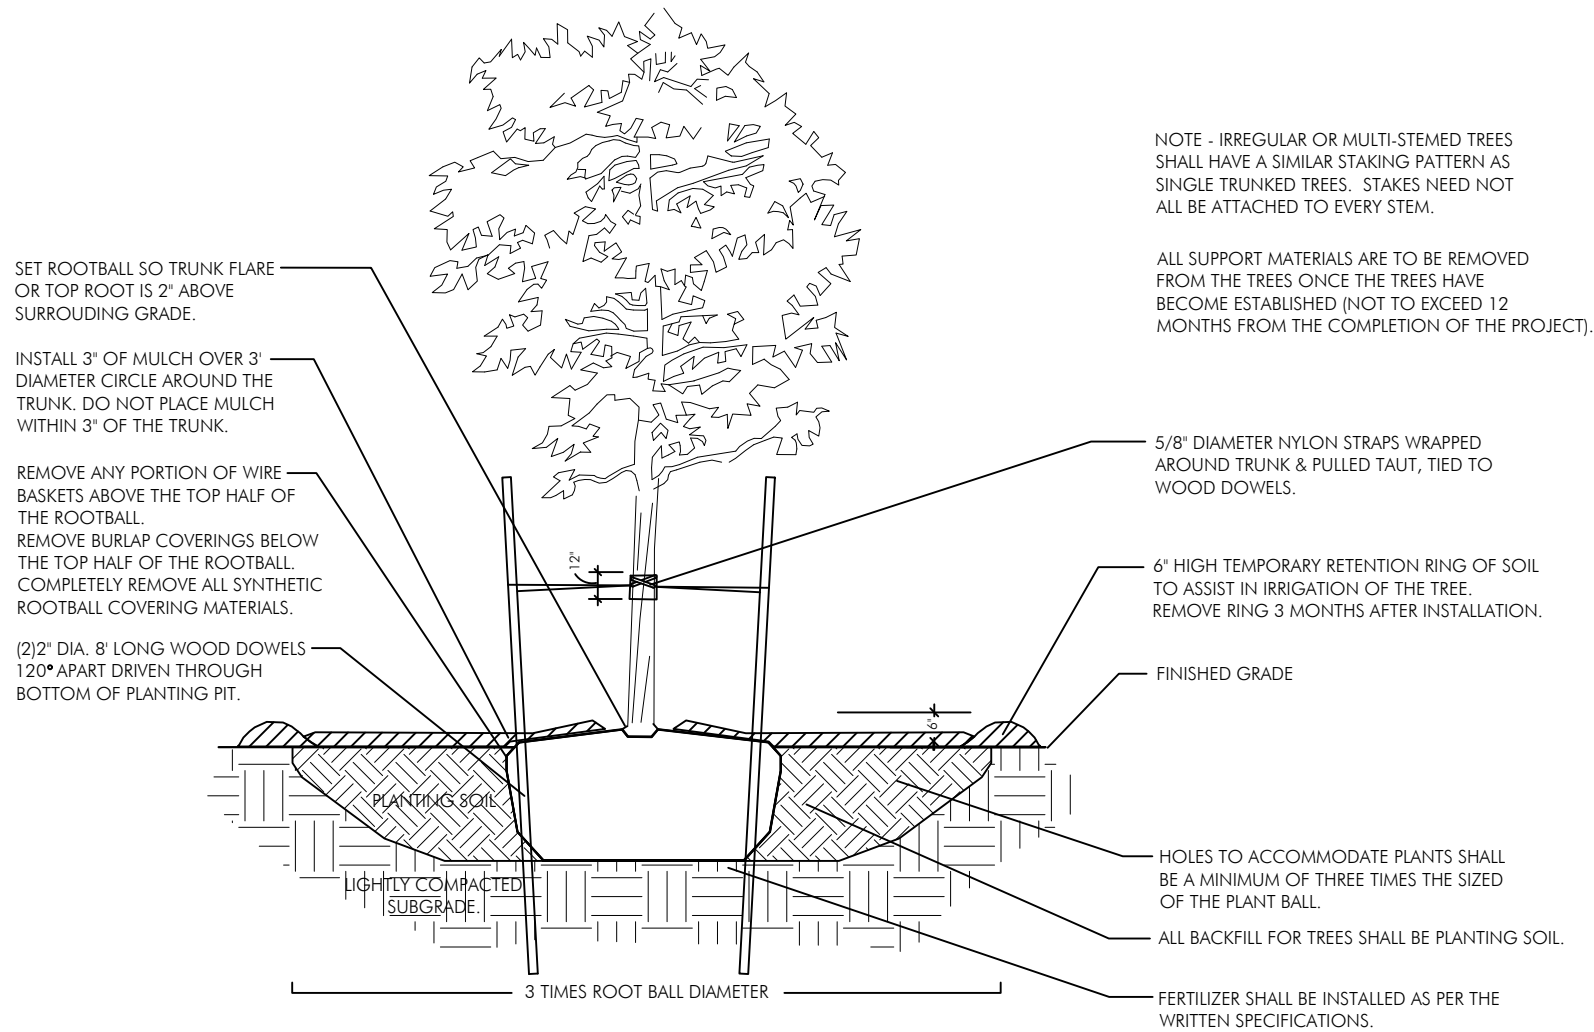 SET ROOTBALL SO TRUNK FLARE
OR TOP ROOT IS 2" ABOVE
SURROUDING GRADE.
INSTALL 3" OF MULCH OVER 3'
DIAMETER CIRCLE AROUND THE
TRUNK. DO NOT PLACE MULCH
WITHIN 3" OF THE TRUNK.
REMOVE ANY PORTION OF WIRE
BASKETS ABOVE THE TOP HALF OF
THE ROOTBALL.
REMOVE BURLAP COVERINGS BELOW
THE TOP HALF OF THE ROOTBALL.
COMPLETELY REMOVE ALL SYNTHETIC
ROOTBALL COVERING MATERIALS.
(2)2" DIA. 8' LONG WOOD DOWELS
120° APART DRIVEN THROUGH
BOTTOM OF PLANTING PIT.
12"
6"
PLANTING SOIL
LIGHTLY COMPACTED
SUBGRADE.
3 TIMES ROOT BALL DIAMETER
NOTE - IRREGULAR OR MULTI-STEMED TREES
SHALL HAVE A SIMILAR STAKING PATTERN AS
SINGLE TRUNKED TREES. STAKES NEED NOT
ALL BE ATTACHED TO EVERY STEM.
ALL SUPPORT MATERIALS ARE TO BE REMOVED
FROM THE TREES ONCE THE TREES HAVE
BECOME ESTABLISHED (NOT TO EXCEED 12
MONTHS FROM THE COMPLETION OF THE PROJECT).
5/8" DIAMETER NYLON STRAPS WRAPPED
AROUND TRUNK & PULLED TAUT, TIED TO
WOOD DOWELS.
6" HIGH TEMPORARY RETENTION RING OF SOIL
TO ASSIST IN IRRIGATION OF THE TREE.
REMOVE RING 3 MONTHS AFTER INSTALLATION.
FINISHED GRADE
HOLES TO ACCOMMODATE PLANTS SHALL
BE A MINIMUM OF THREE TIMES THE SIZED
OF THE PLANT BALL.
ALL BACKFILL FOR TREES SHALL BE PLANTING SOIL.
FERTILIZER SHALL BE INSTALLED AS PER THE
WRITTEN SPECIFICATIONS.